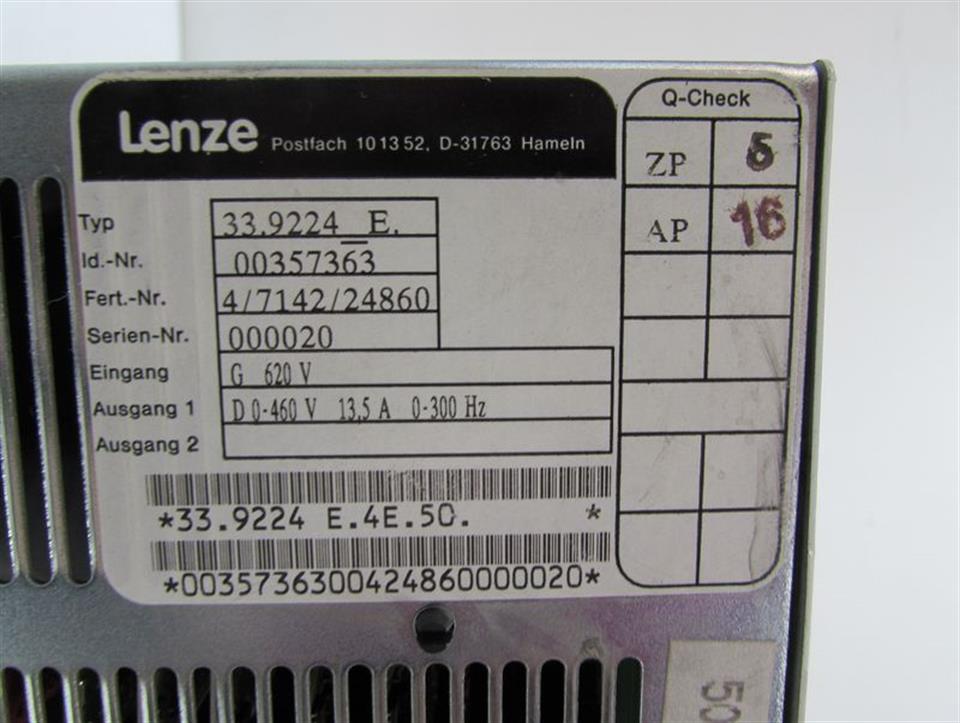 Lenze Postfach 10 13 52, D-31763 Hameln
Typ 33.9224_E.
Id.-Nr. 00357363
Fert.-Nr. 4/7142/24860
Serien-Nr. 000020
Eingang G 620 V
Ausgang 1 D 0-460 V 13,5 A 0-300 Hz
Ausgang 2
*33.9224 E.4E.50. *
*00357363004248600000020*
Q-Check
ZP 5
AP 16
50